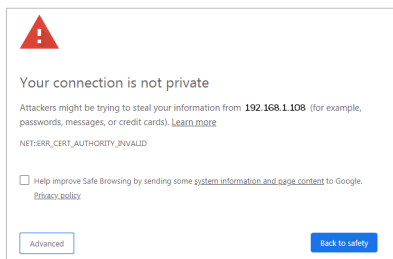 Your connection is not private
Attackers might be trying to steal your information from 192.168.1.108 (for example,
passwords, messages, or credit cards). Learn more
NET::ERR_CERT_AUTHORITY_INVALID
Help improve Safe Browsing by sending some system information and page content to Google.
Privacy policy
Advanced
Back to safety